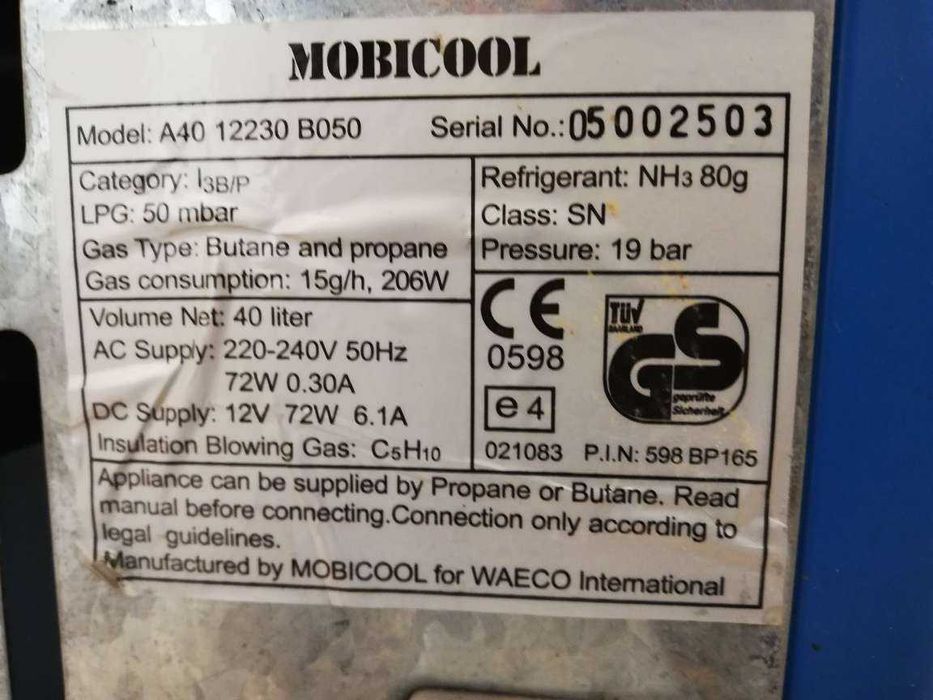 MOBICOOL
Model: A40 12230 B050
Serial No.: 05002503
Category: I3B/P
LPG: 50 mbar
Gas Type: Butane and propane
Gas consumption: 15g/h, 206W
Refrigerant: NH3 80g
Class: SN
Pressure: 19 bar
Volume Net: 40 liter
AC Supply: 220-240V 50Hz
72W 0.30A
DC Supply: 12V 72W 6.1A
Insulation Blowing Gas: C5H10
CE
0598
e4
021083
TÜV
SAARLAND
GS
geprüfte
Sicherheit
P.I.N: 598 BP165
Appliance can be supplied by Propane or Butane. Read
manual before connecting.Connection only according to
legal guidelines.
Manufactured by MOBICOOL for WAECO International